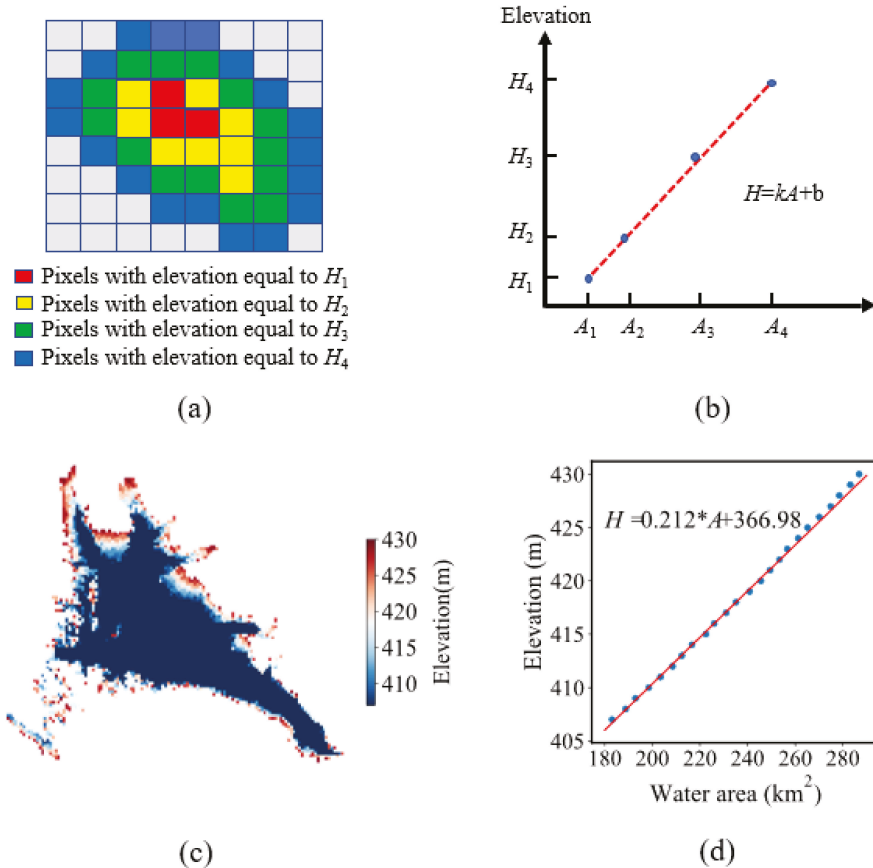 Pixels with elevation equal to H1
Pixels with elevation equal to H2
Pixels with elevation equal to H3
Pixels with elevation equal to H4
(a)
Elevation
H4
H3
H2
H1
H=kA+b
A1 A2 A3 A4
(b)
430
425
420
415
410
Elevation(m)
(c)
430
425
420
415
410
405
H =0.212*A+366.98
Elevation (m)
180 200 220 240 260 280
Water area (km²)
(d)